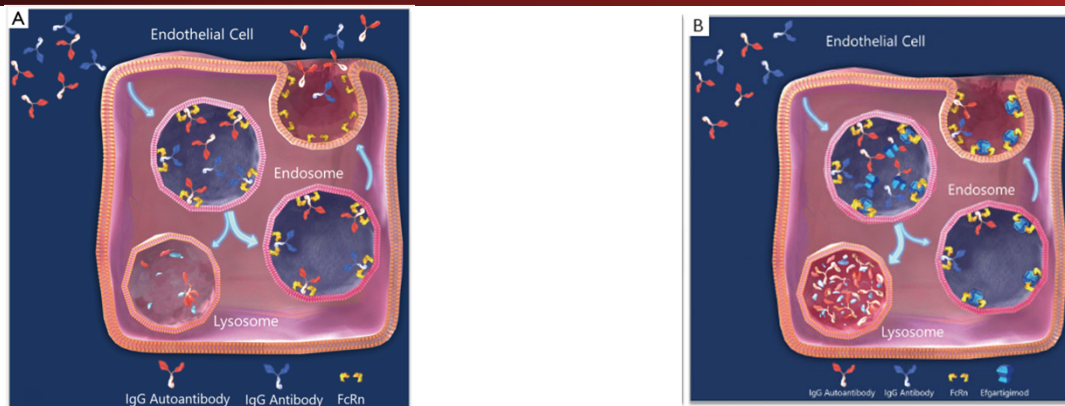 A
Endothelial Cell
Endosome
Lysosome
IgG Autoantibody IgG Antibody FcRn
B
Endothelial Cell
Endosome
Lysosome
IgG Autoantibody IgG Antibody FcRn Efgartigimod